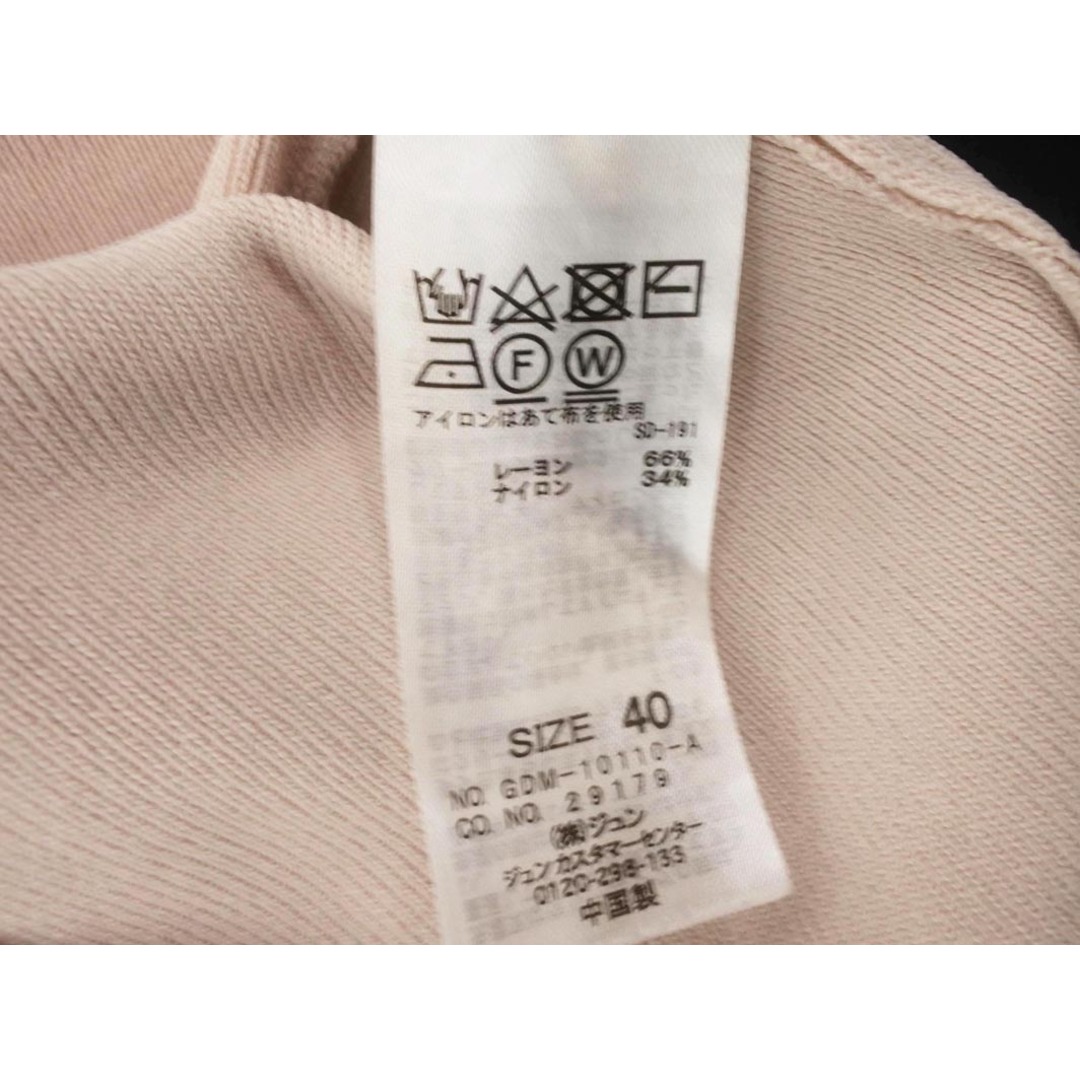 F W
アイロンはあて布を使用
SD-191
レーヨン 66%
ナイロン 34%
SIZE 40
NO. GDM-10110-A
CO. NO. 29179
(株)ジュン
ジュンカスタマーセンター
0120-298-133
中国製